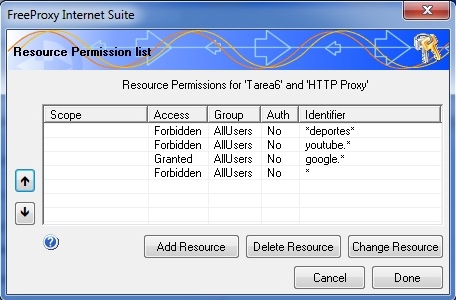 FreeProxy Internet Suite
Resource Permission list
Resource Permissions for 'Tarea6' and 'HTTP Proxy'
Scope Access Group Auth Identifier
Forbidden AllUsers No *deportes*
Forbidden AllUsers No youtube.*
Granted AllUsers No google.*
Forbidden AllUsers No *
? Add Resource Delete Resource Change Resource
Cancel Done